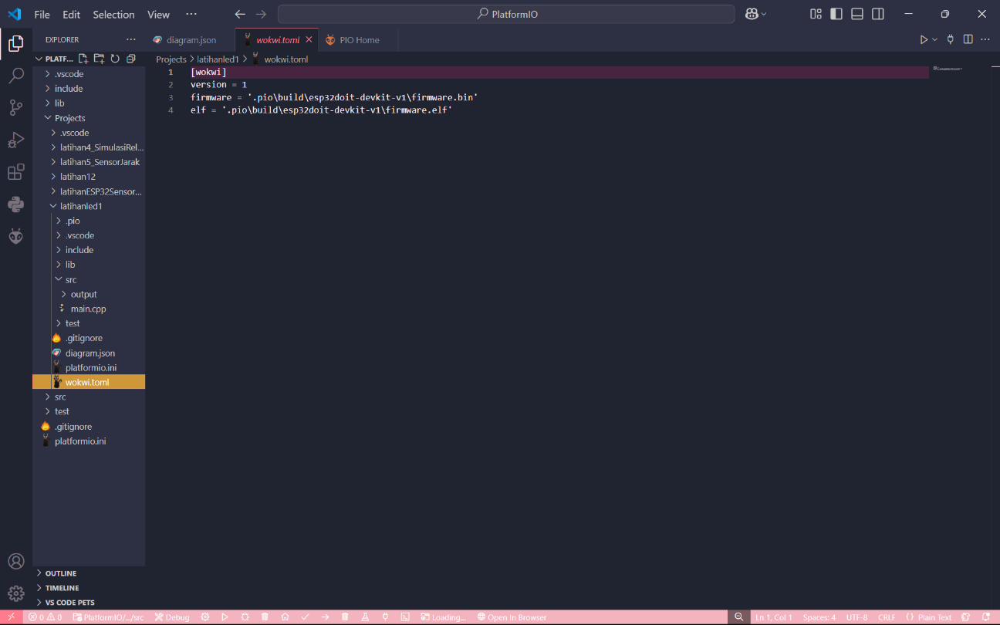 File Edit Selection View ··· PlatformIO
EXPLORER ··· diagram.json wokwi.toml PIO Home
PLATF... Projects > latihanled1 > wokwi.toml
.vscode
include
lib
Projects
.vscode
latihan4_SimulasiRel...
latihan5_SensorJarak
latihan12
latihanESP32Sensor...
latihanled1
.pio
.vscode
include
lib
src
output
main.cpp
test
.gitignore
diagram.json
platformio.ini
wokwi.toml
src
test
.gitignore
platformio.ini
1 [wokwi]
2 version = 1
3 firmware = '.pio\build\esp32doit-devkit-v1\firmware.bin'
4 elf = '.pio\build\esp32doit-devkit-v1\firmware.elf'
OUTLINE
TIMELINE
VS CODE PETS
0 0 PlatformIO/.../src Debug Loading... Open In Browser Ln 1, Col 1 Spaces: 4 UTF-8 CRLF {} Plain Text